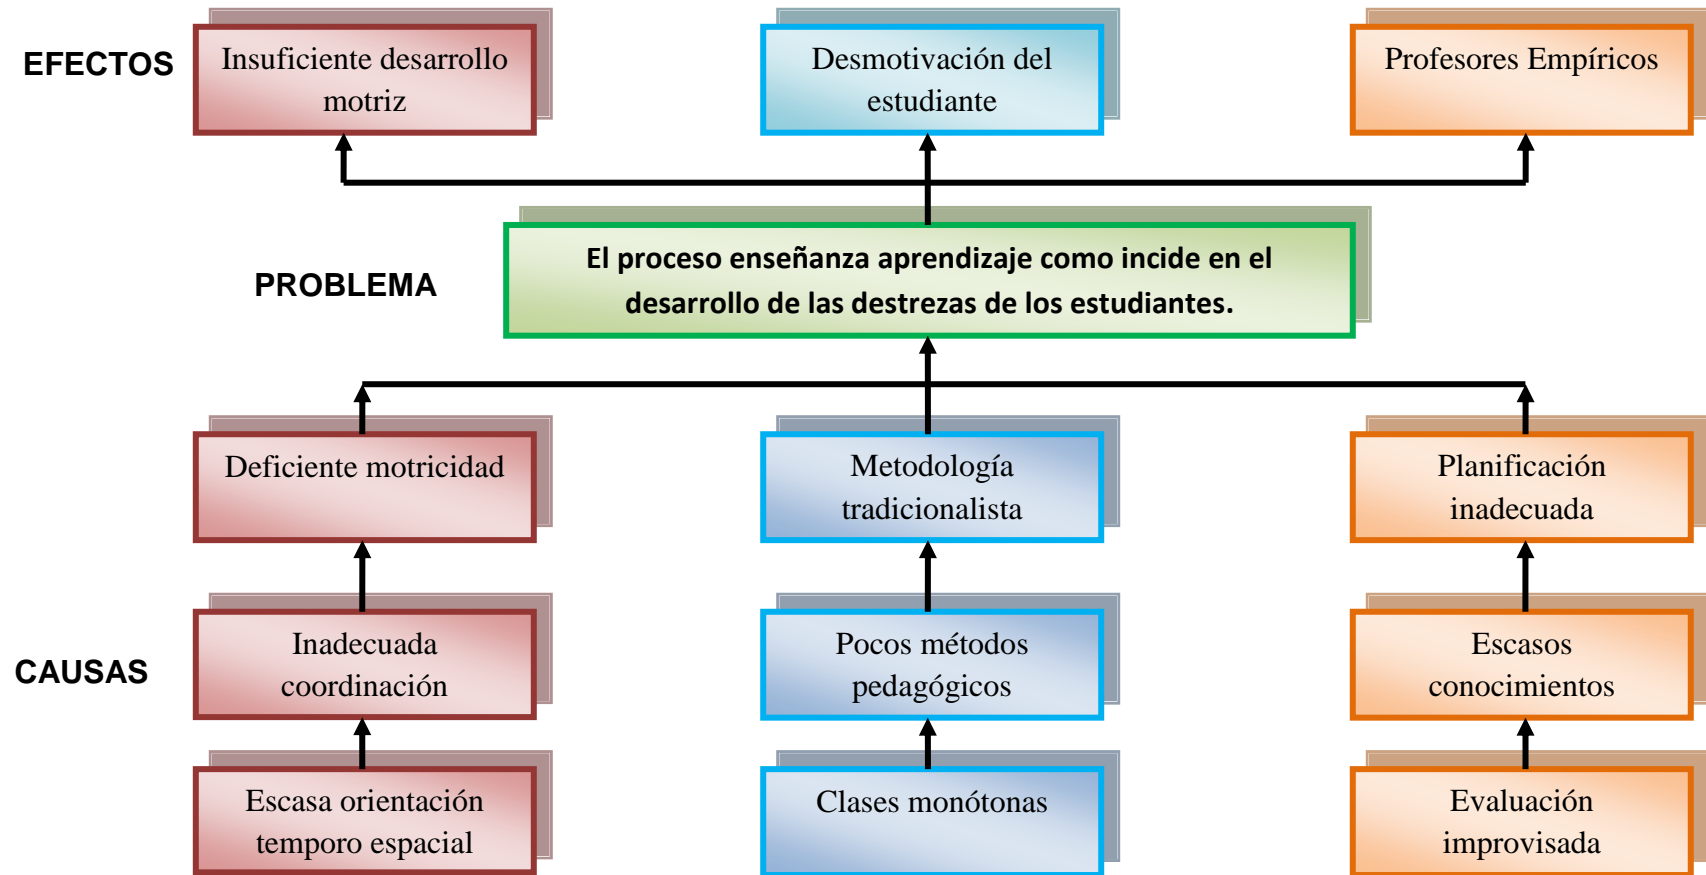 EFECTOS
Insuficiente desarrollo
motriz
Desmotivación del
estudiante
Profesores Empíricos
PROBLEMA
El proceso enseñanza aprendizaje como incide en el
desarrollo de las destrezas de los estudiantes.
Deficiente motricidad
Metodología
tradicionalista
Planificación
inadecuada
CAUSAS
Inadecuada
coordinación
Pocos métodos
pedagógicos
Escasos
conocimientos
Escasa orientación
temporo espacial
Clases monótonas
Evaluación
improvisada